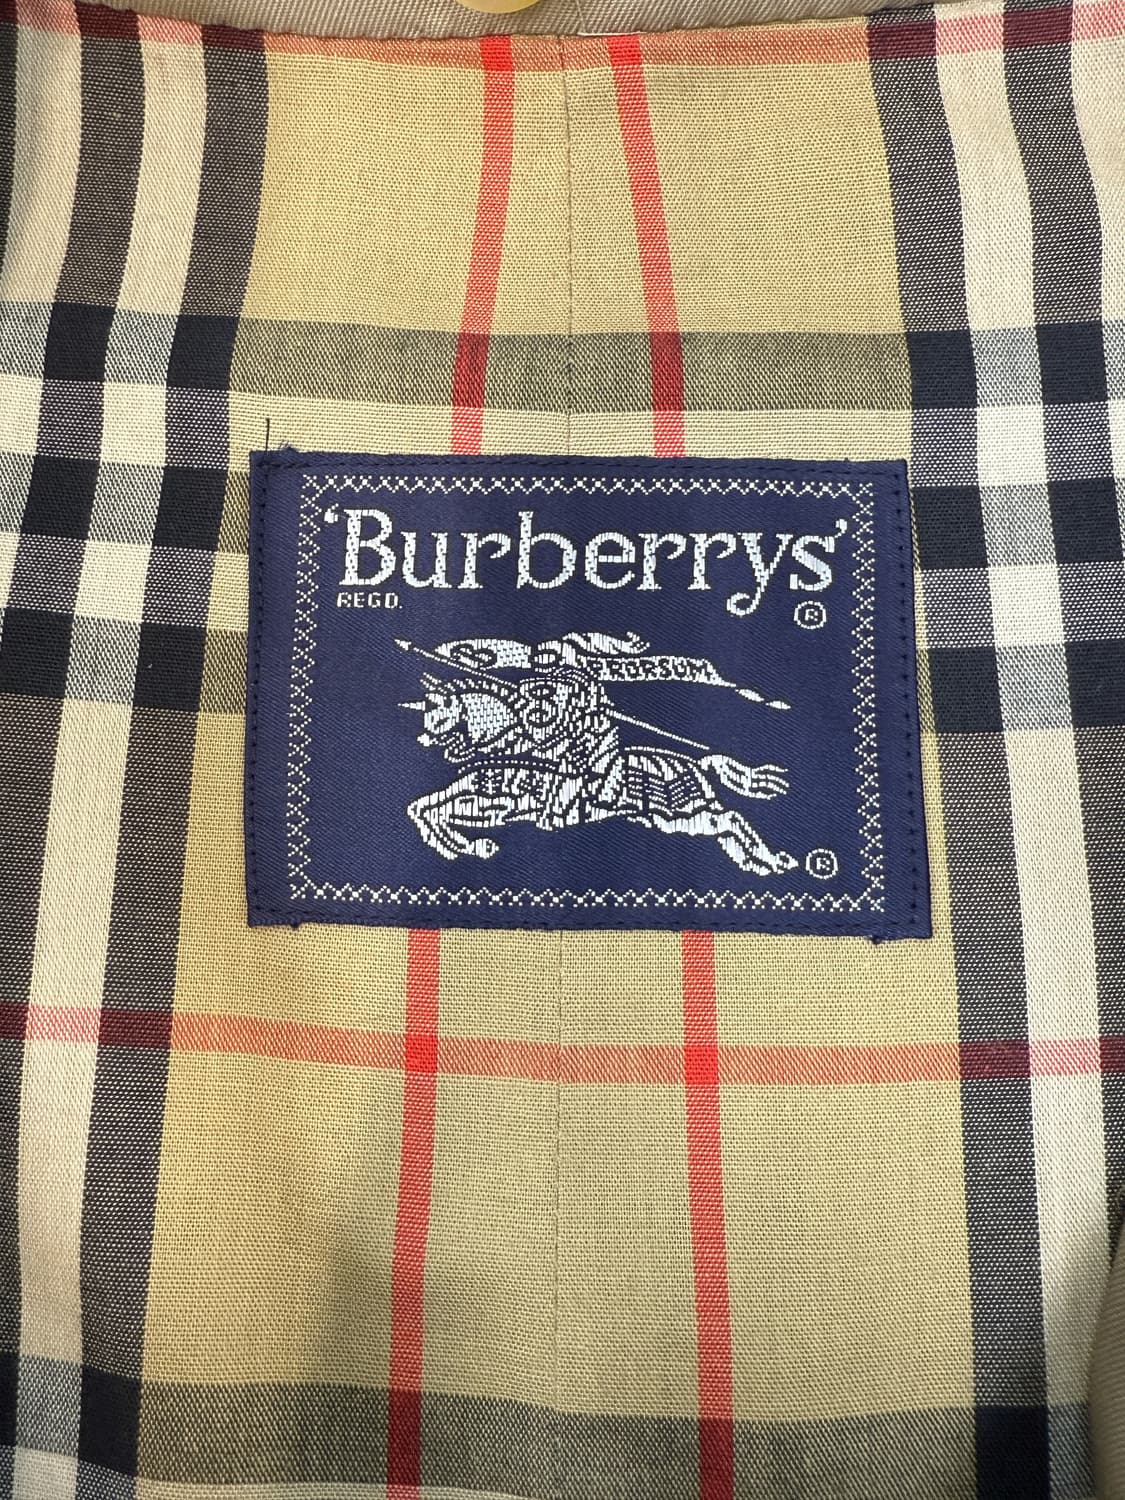 'Burberrys'
REGD.
®
PRORSUM
®